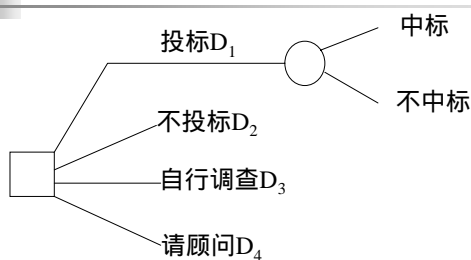 中标
投标D₁
不中标
不投标D₂
自行调查D₃
请顾问D₄